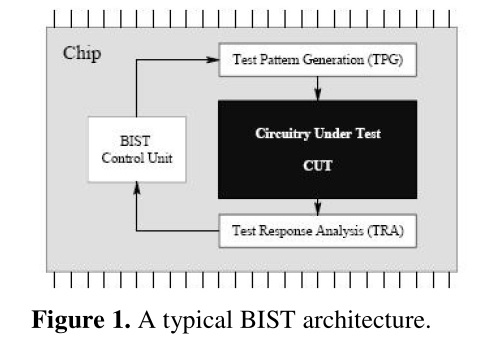 Chip
Test Pattern Generation (TPG)
BIST
Control Unit
Circuitry Under Test
CUT
Test Response Analysis (TRA)
Figure 1. A typical BIST architecture.